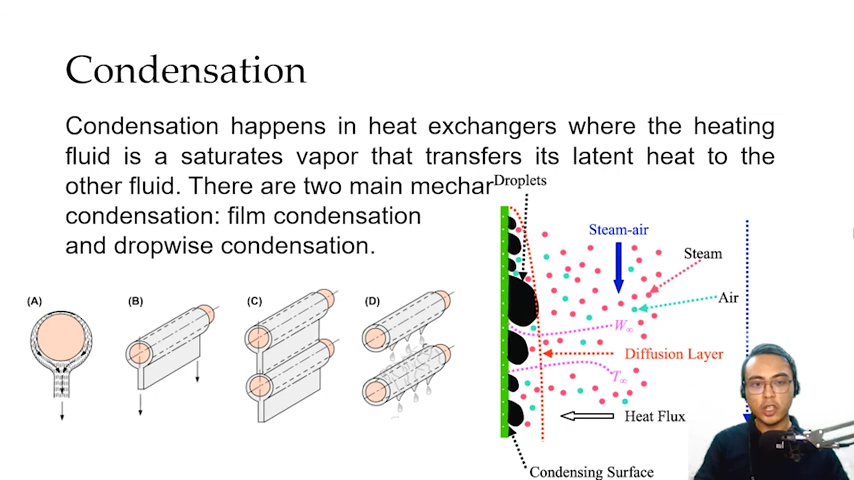 Condensation
Condensation happens in heat exchangers where the heating
fluid is a saturates vapor that transfers its latent heat to the
other fluid. There are two main mechar
condensation: film condensation
and dropwise condensation.
(A)
(B)
(C)
(D)
Droplets
Steam-air
Steam
Air
W∞
Diffusion Layer
T∞
Heat Flux
Condensing Surface